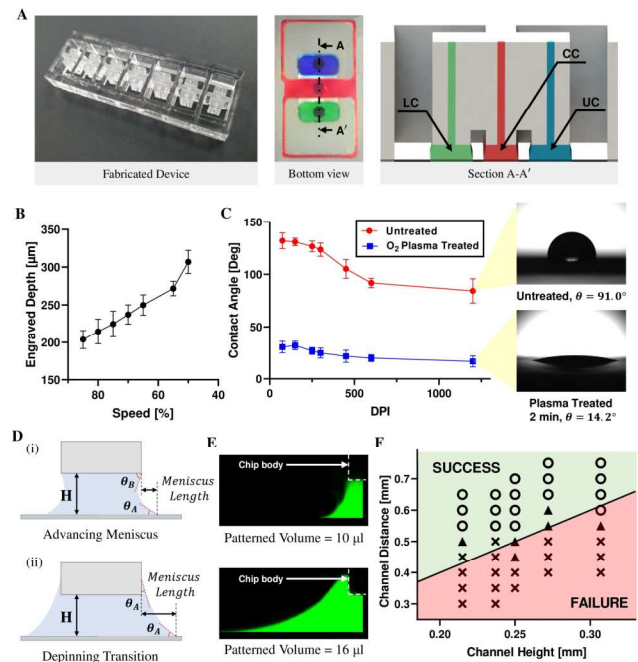 A
A
A'
CC
LC
UC
Fabricated Device
Bottom view
Section A-A'
B
Engraved Depth [µm]
350
300
250
200
150
80
60
40
Speed [%]
C
Contact Angle [Deg]
150
100
50
0
0
500
1000
DPI
Untreated
O2 Plasma Treated
Untreated, θ = 91.0°
Plasma Treated
2 min, θ = 14.2°
D
(i)
H
θB
θA
Meniscus
Length
Advancing Meniscus
(ii)
H
θA
θA
Meniscus
Length
Depinning Transition
E
Chip body
Patterned Volume = 10 µl
Chip body
Patterned Volume = 16 µl
F
Channel Distance [mm]
0.7
0.6
0.5
0.4
0.3
SUCCESS
FAILURE
0.20
0.25
0.30
Channel Height [mm]